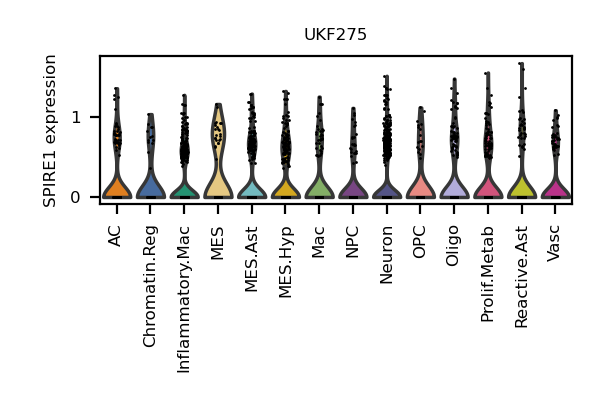 UKF275
SPIRE1 expression
1
0
AC
Chromatin.Reg
Inflammatory.Mac
MES
MES.Ast
MES.Hyp
Mac
NPC
Neuron
OPC
Oligo
Prolif.Metab
Reactive.Ast
Vasc